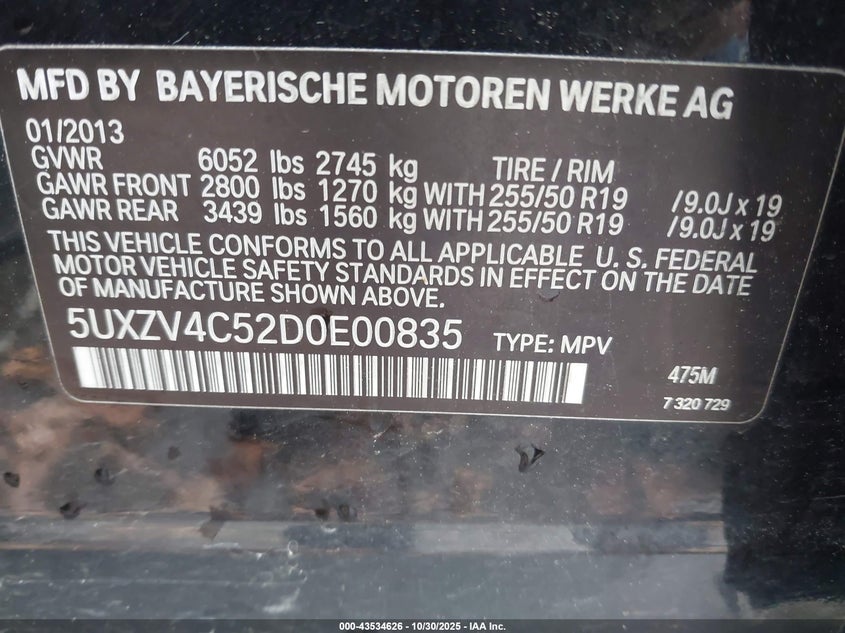 MFD BY BAYERISCHE MOTOREN WERKE AG
01/2013
GVWR 6052 lbs 2745 kg TIRE / RIM
GAWR FRONT 2800 lbs 1270 kg WITH 255/50 R19 /9.0J x 19
GAWR REAR 3439 lbs 1560 kg WITH 255/50 R19 /9.0J x 19
THIS VEHICLE CONFORMS TO ALL APPLICABLE U. S. FEDERAL
MOTOR VEHICLE SAFETY STANDARDS IN EFFECT ON THE DATE
OF MANUFACTURE SHOWN ABOVE.
5UXZV4C52D0E00835 TYPE: MPV
475M
7 320 729
000-43534626 - 10/30/2025 - IAA Inc.